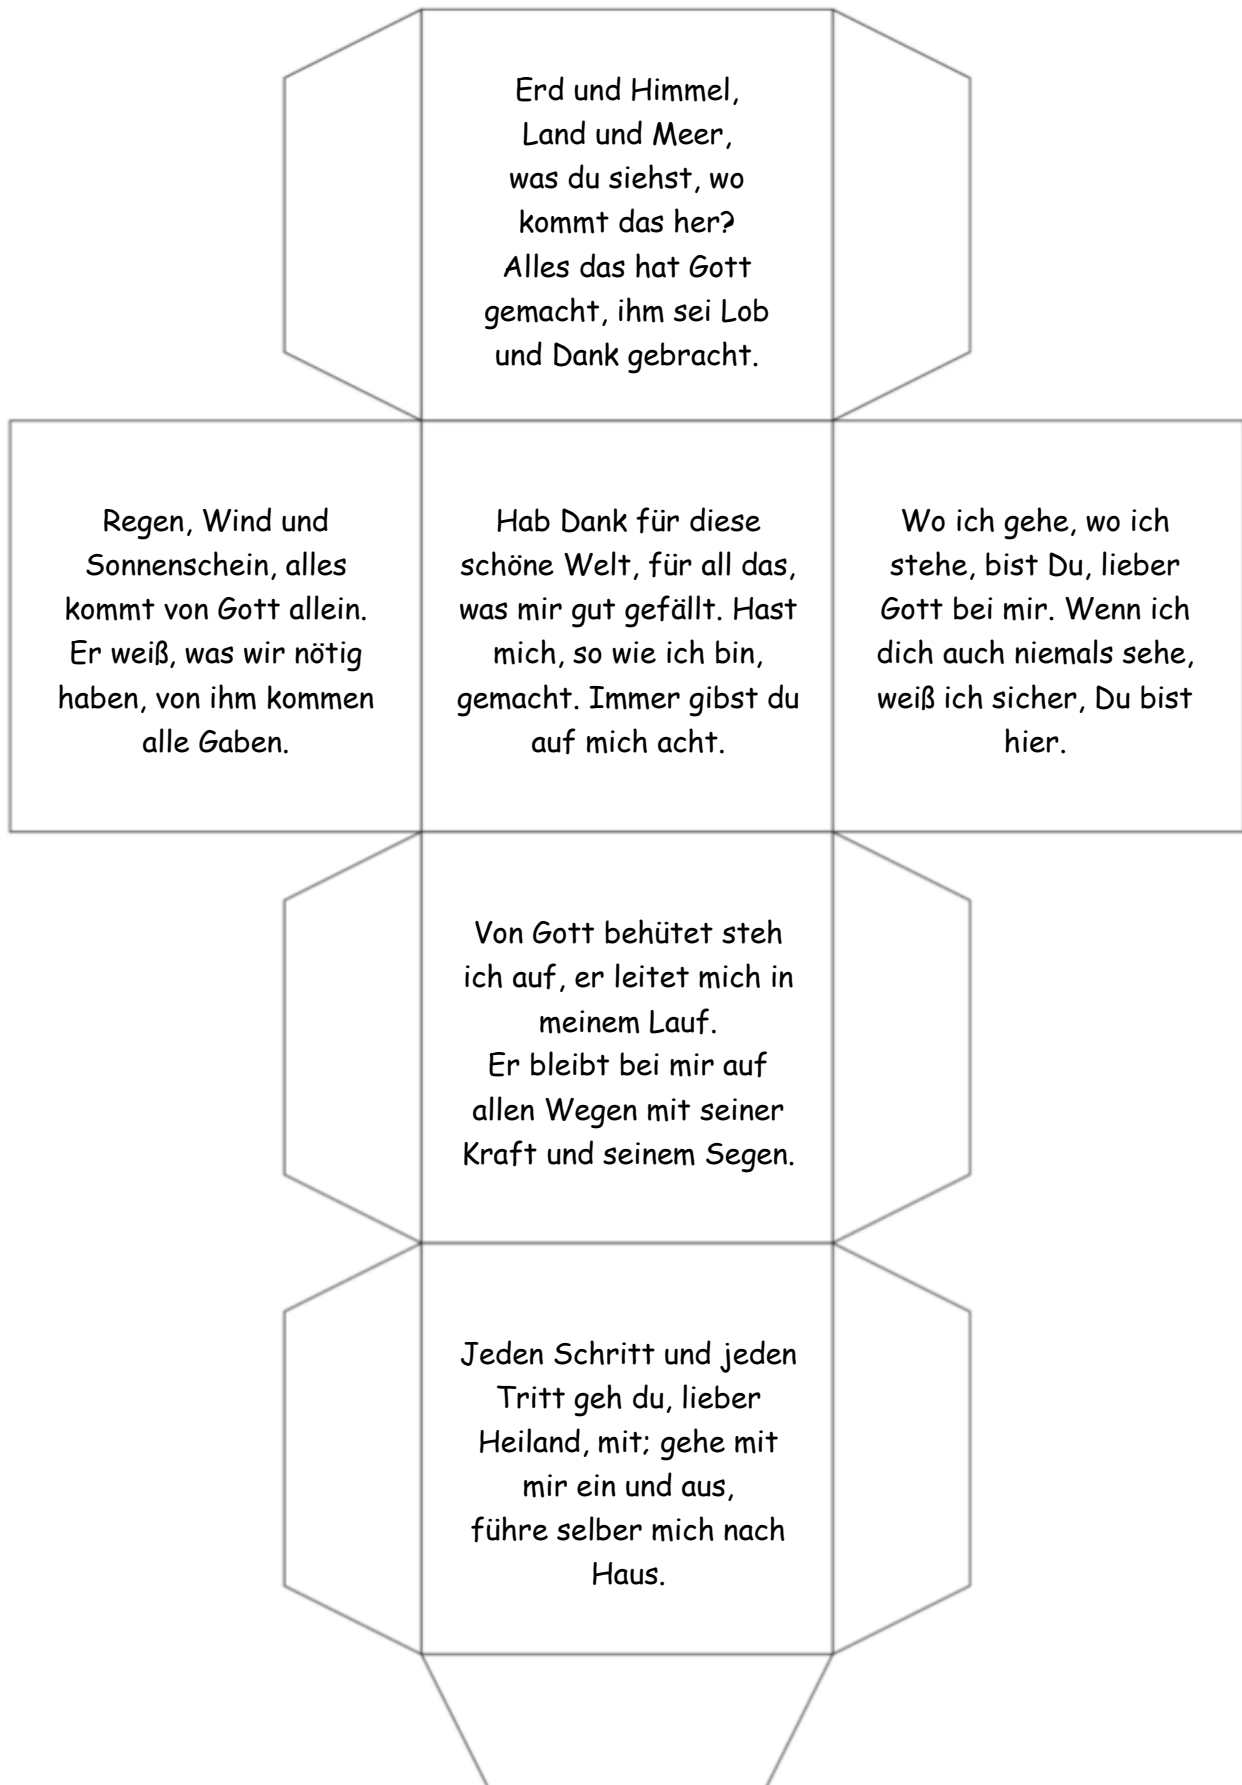 Erd und Himmel,
Land und Meer,
was du siehst, wo
kommt das her?
Alles das hat Gott
gemacht, ihm sei Lob
und Dank gebracht.
Regen, Wind und
Sonnenschein, alles
kommt von Gott allein.
Er weiß, was wir nötig
haben, von ihm kommen
alle Gaben.
Hab Dank für diese
schöne Welt, für all das,
was mir gut gefällt. Hast
mich, so wie ich bin,
gemacht. Immer gibst du
auf mich acht.
Wo ich gehe, wo ich
stehe, bist Du, lieber
Gott bei mir. Wenn ich
dich auch niemals sehe,
weiß ich sicher, Du bist
hier.
Von Gott behütet steh
ich auf, er leitet mich in
meinem Lauf.
Er bleibt bei mir auf
allen Wegen mit seiner
Kraft und seinem Segen.
Jeden Schritt und jeden
Tritt geh du, lieber
Heiland, mit; gehe mit
mir ein und aus,
führe selber mich nach
Haus.